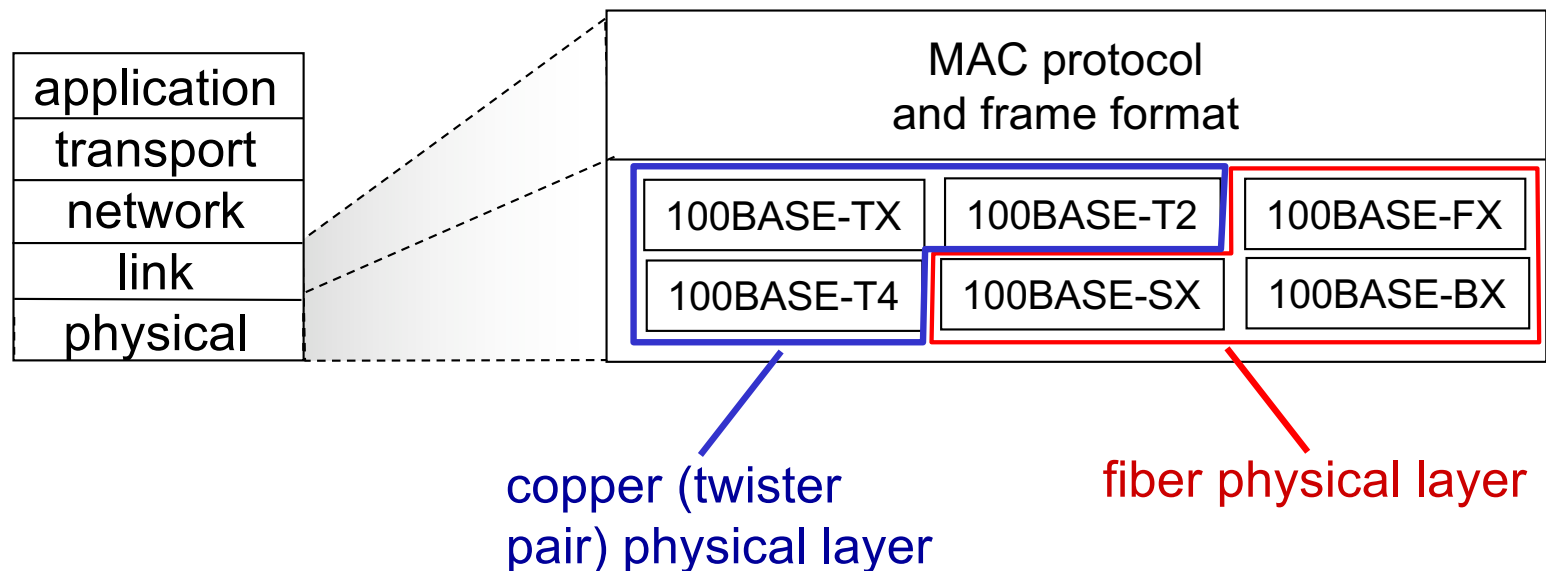 application
transport
network
link
physical
MAC protocol
and frame format
100BASE-TX
100BASE-T2
100BASE-FX
100BASE-T4
100BASE-SX
100BASE-BX
copper (twister
pair) physical layer
fiber physical layer